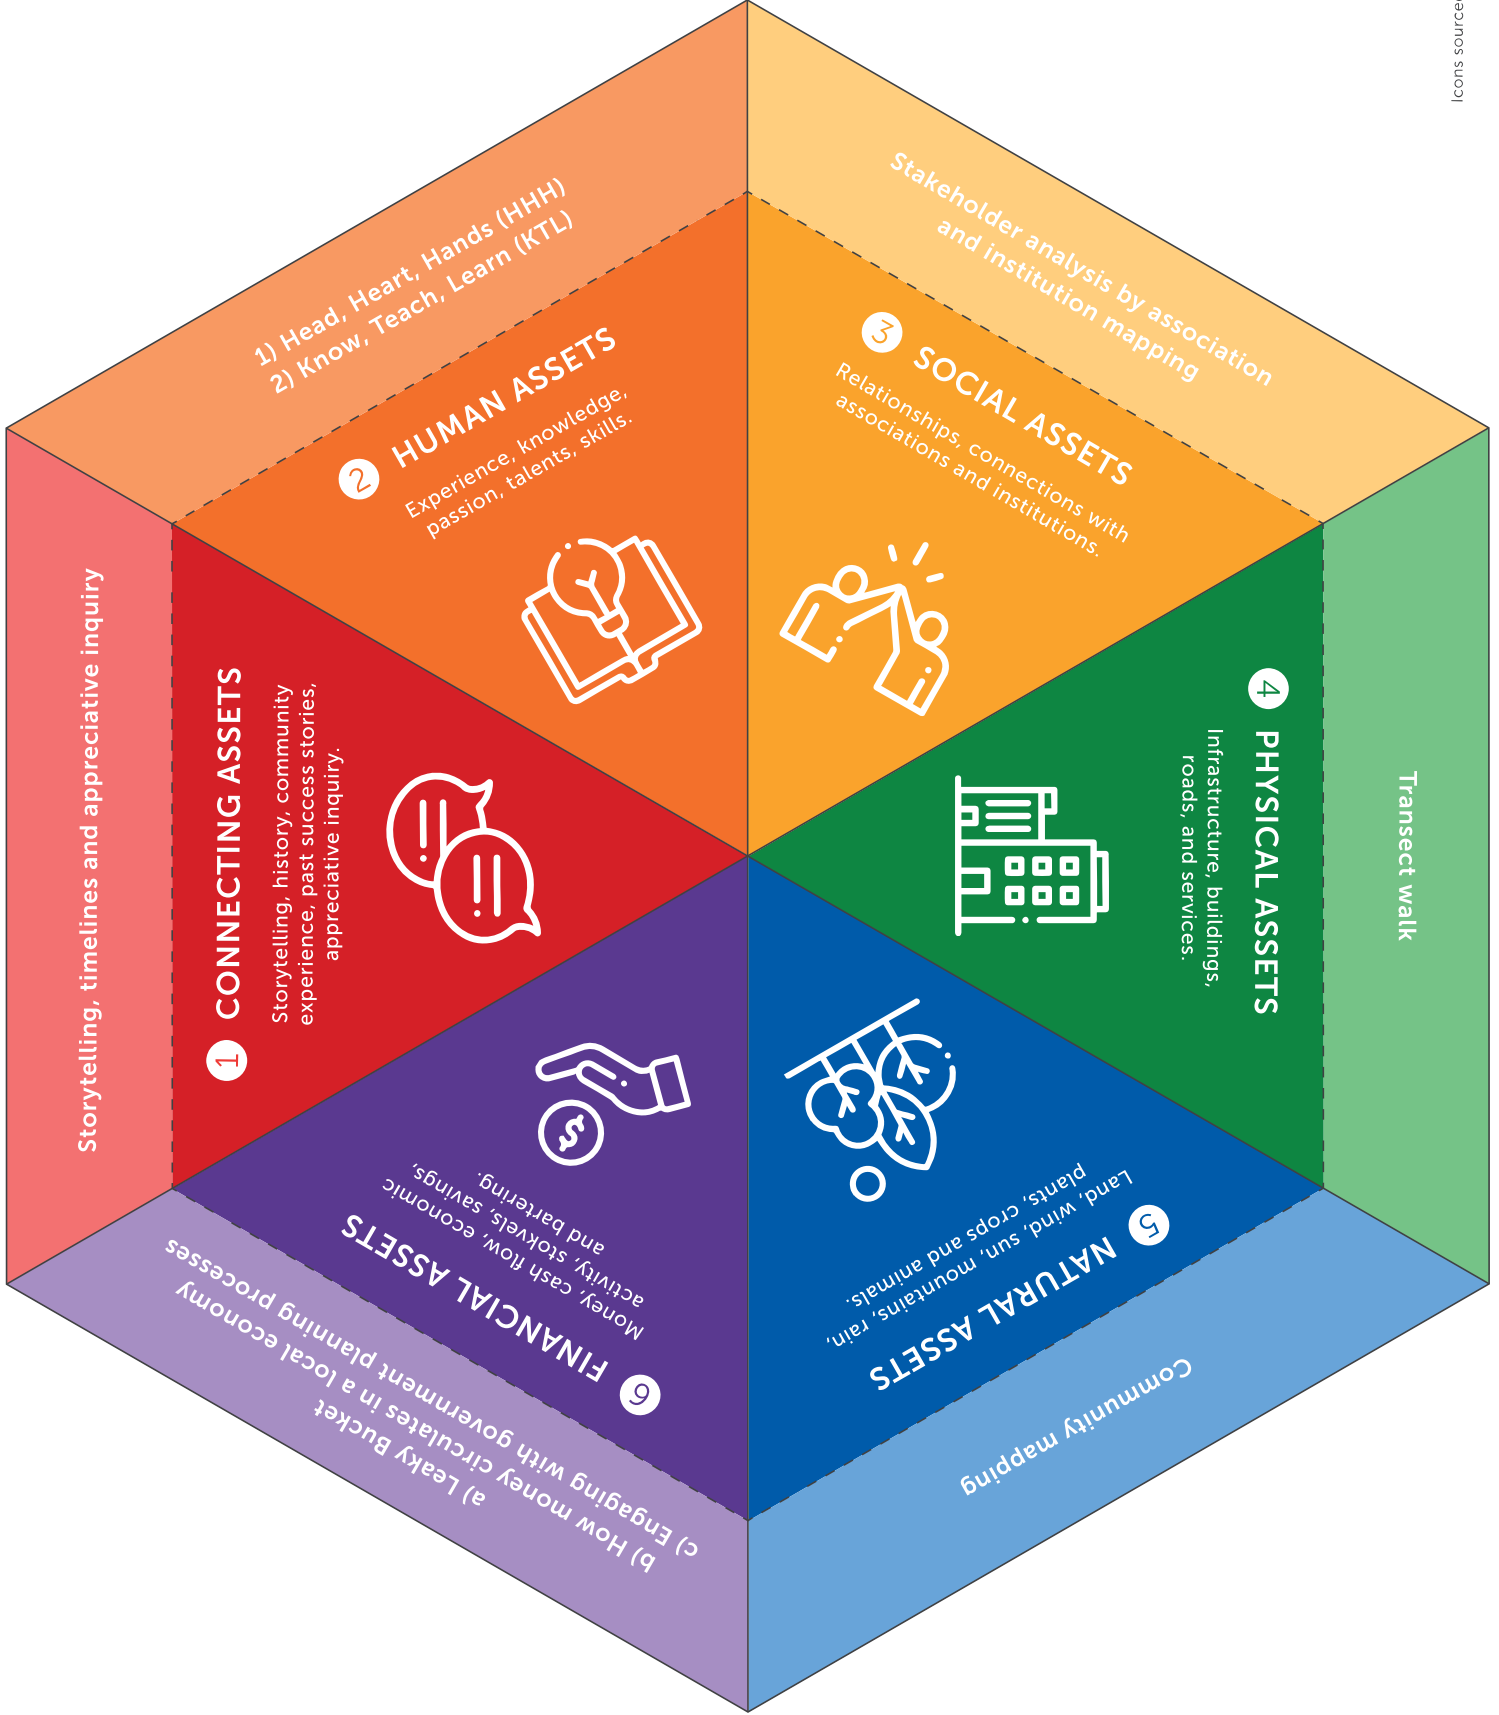 Storytelling, timelines and appreciative inquiry
1 CONNECTING ASSETS
Storytelling, history, community
experience, past success stories,
appreciative inquiry.
1) Head, Heart, Hands (HHH)
2) Know, Teach, Learn (KTL)
2 HUMAN ASSETS
Experience, knowledge,
passion, talents, skills.
Stakeholder analysis by association
and institution mapping
3 SOCIAL ASSETS
Relationships, connections with
associations and institutions.
Transect walk
4 PHYSICAL ASSETS
Infrastructure, buildings,
roads, and services.
Community mapping
5 NATURAL ASSETS
Land, wind, sun, mountains, rain,
plants, crops and animals.
a) Leaky Bucket
b) How money circulates in a local economy
c) Engaging with government planning processes
6 FINANCIAL ASSETS
Money, cash flow, economic
activity, stokvels, savings,
and bartering.
$
Icons sourced